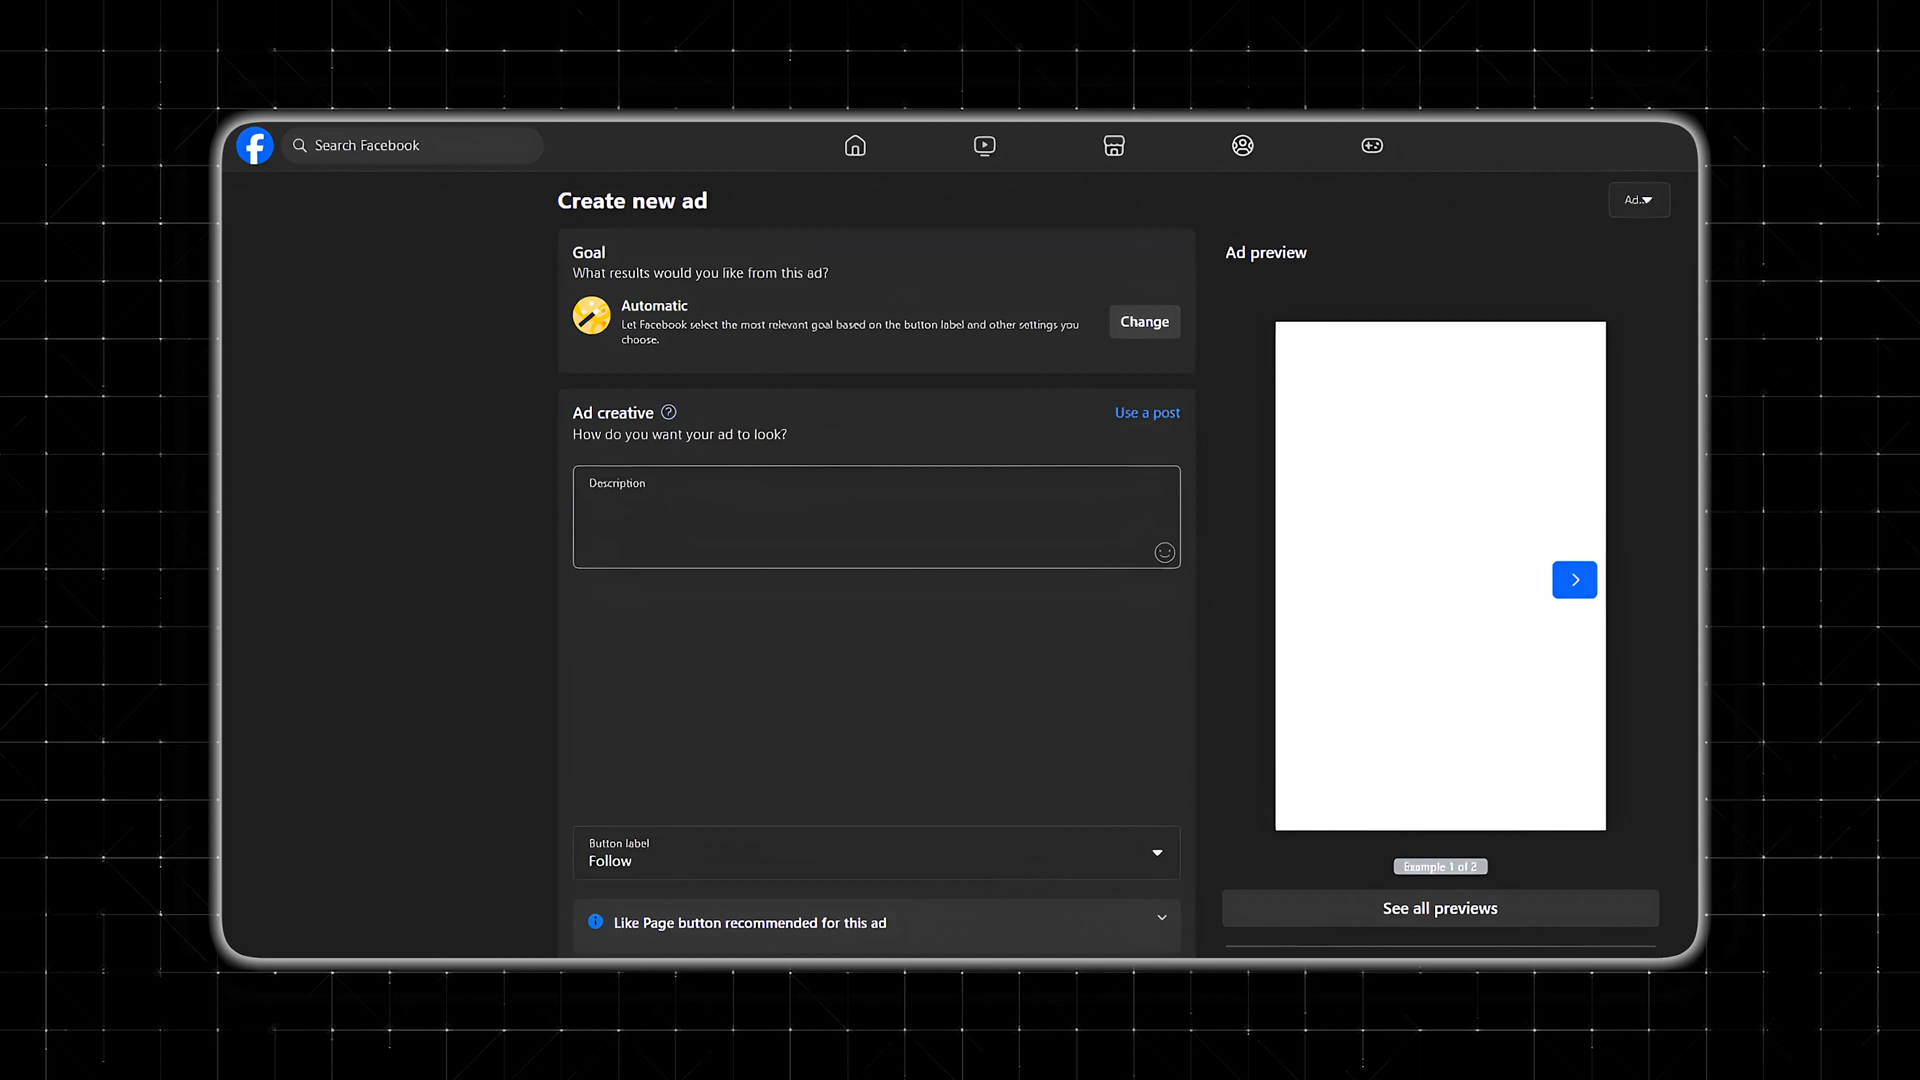 Search Facebook
Create new ad
Ad..
Goal
What results would you like from this ad?
Automatic
Let Facebook select the most relevant goal based on the button label and other settings you
choose.
Change
Ad creative
Use a post
How do you want your ad to look?
Description
Button label
Follow
Like Page button recommended for this ad
Ad preview
Example 1 of 2
See all previews